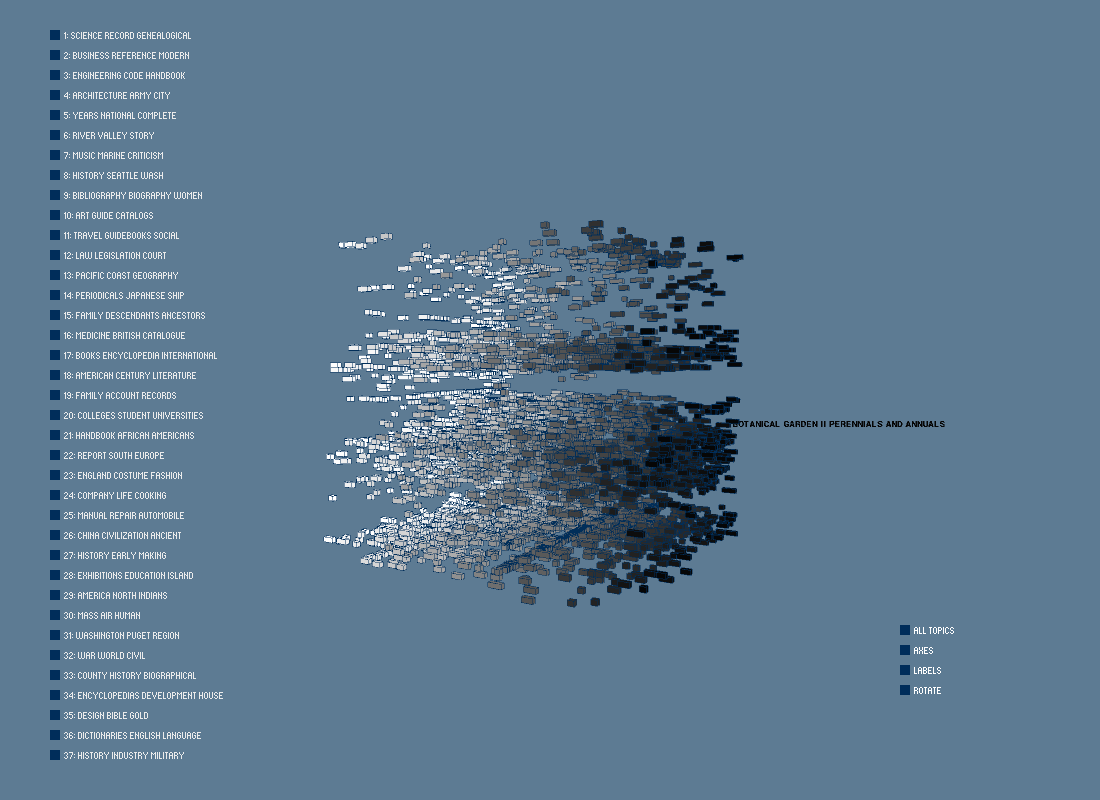 1: SCIENCE RECORD GENEALOGICAL
2: BUSINESS REFERENCE MODERN
3: ENGINEERING CODE HANDBOOK
4: ARCHITECTURE ARMY CITY
5: YEARS NATIONAL COMPLETE
6: RIVER VALLEY STORY
7: MUSIC MARINE CRITICISM
8: HISTORY SEATTLE WASH
9: BIBLIOGRAPHY BIOGRAPHY WOMEN
10: ART GUIDE CATALOGS
11: TRAVEL GUIDEBOOKS SOCIAL
12: LAW LEGISLATION COURT
13: PACIFIC COAST GEOGRAPHY
14: PERIODICALS JAPANESE SHIP
15: FAMILY DESCENDANTS ANCESTORS
16: MEDICINE BRITISH CATALOGUE
17: BOOKS ENCYCLOPEDIA INTERNATIONAL
18: AMERICAN CENTURY LITERATURE
19: FAMILY ACCOUNT RECORDS
20: COLLEGES STUDENT UNIVERSITIES
21: HANDBOOK AFRICAN AMERICANS
22: REPORT SOUTH EUROPE
23: ENGLAND COSTUME FASHION
24: COMPANY LIFE COOKING
25: MANUAL REPAIR AUTOMOBILE
26: CHINA CIVILIZATION ANCIENT
27: HISTORY EARLY MAKING
28: EXHIBITIONS EDUCATION ISLAND
29: AMERICA NORTH INDIANS
30: MASS AIR HUMAN
31: WASHINGTON PUGET REGION
32: WAR WORLD CIVIL
33: COUNTY HISTORY BIOGRAPHICAL
34: ENCYCLOPEDIAS DEVELOPMENT HOUSE
35: DESIGN BIBLE GOLD
36: DICTIONARIES ENGLISH LANGUAGE
37: HISTORY INDUSTRY MILITARY
BOTANICAL GARDEN II PERENNIALS AND ANNUALS
ALL TOPICS
AXES
LABELS
ROTATE